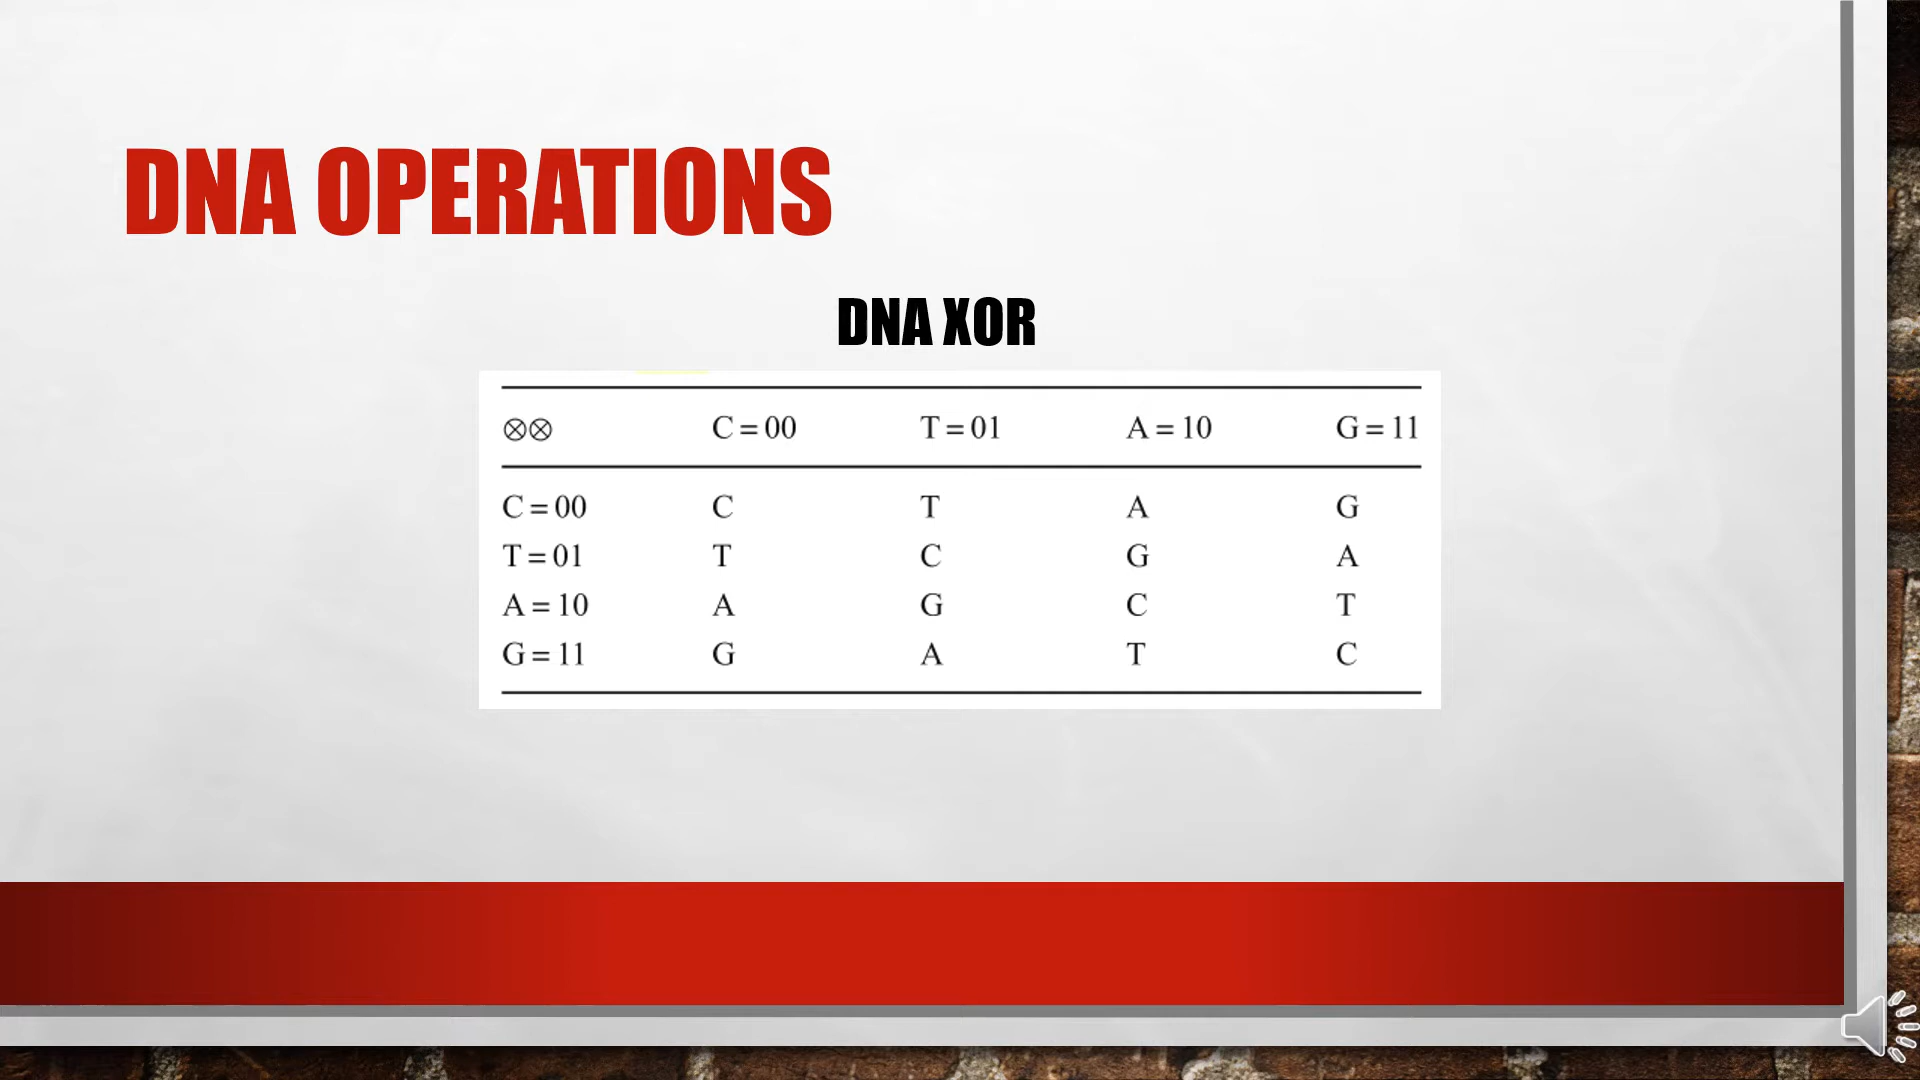 DNA OPERATIONS
DNA XOR
⊗⊗ C = 00 T = 01 A = 10 G = 11
C = 00 C T A G
T = 01 T C G A
A = 10 A G C T
G = 11 G A T C